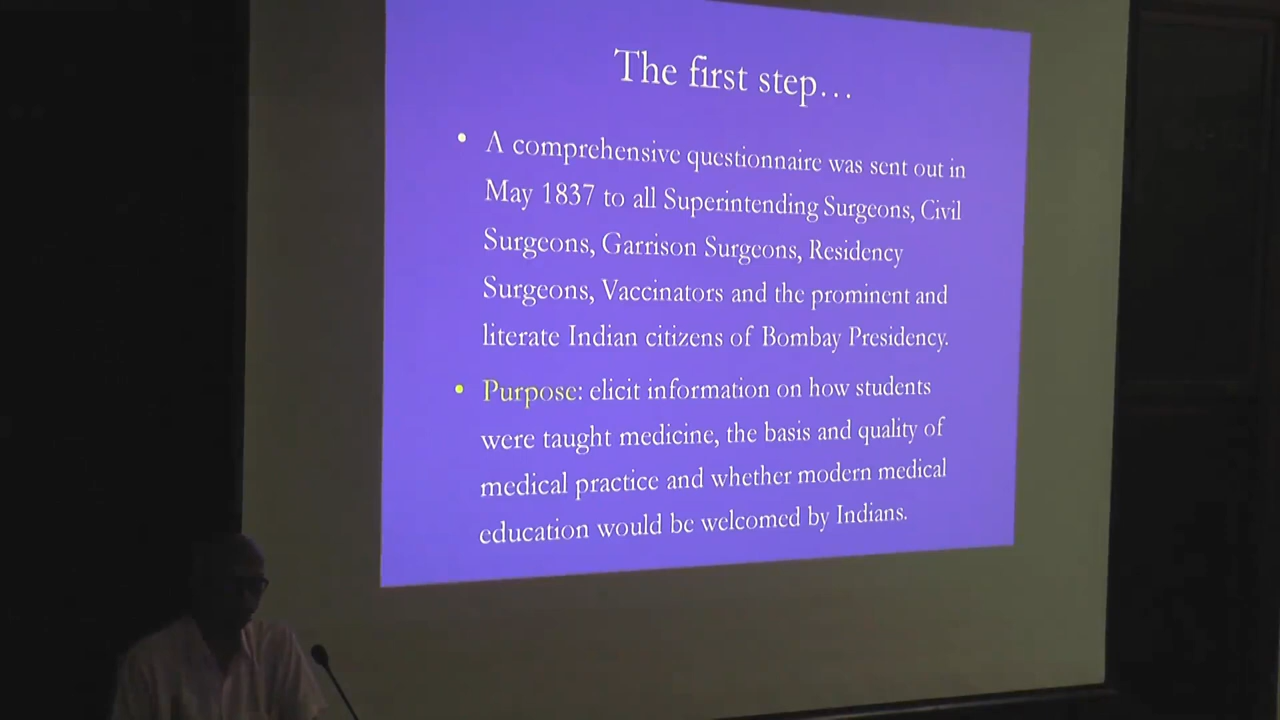 The first step...
• A comprehensive questionnaire was sent out in
May 1837 to all Superintending Surgeons, Civil
Surgeons, Garrison Surgeons, Residency
Surgeons, Vaccinators and the prominent and
literate Indian citizens of Bombay Presidency.
• Purpose: elicit information on how students
were taught medicine, the basis and quality of
medical practice and whether modern medical
education would be welcomed by Indians.